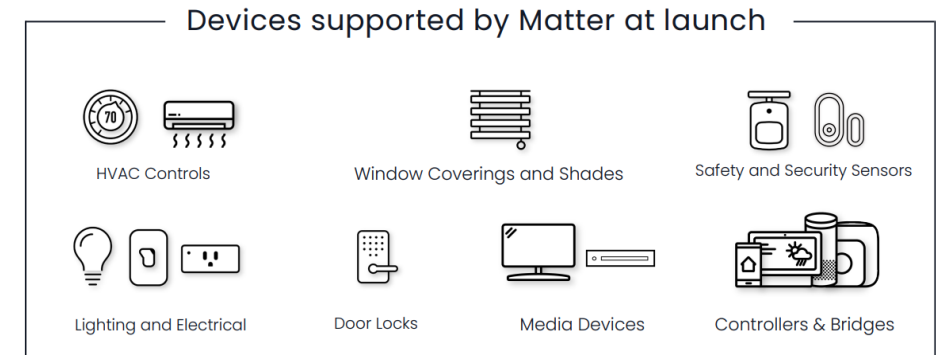 Devices supported by Matter at launch
70
HVAC Controls
Window Coverings and Shades
Safety and Security Sensors
Lighting and Electrical
Door Locks
Media Devices
Controllers & Bridges